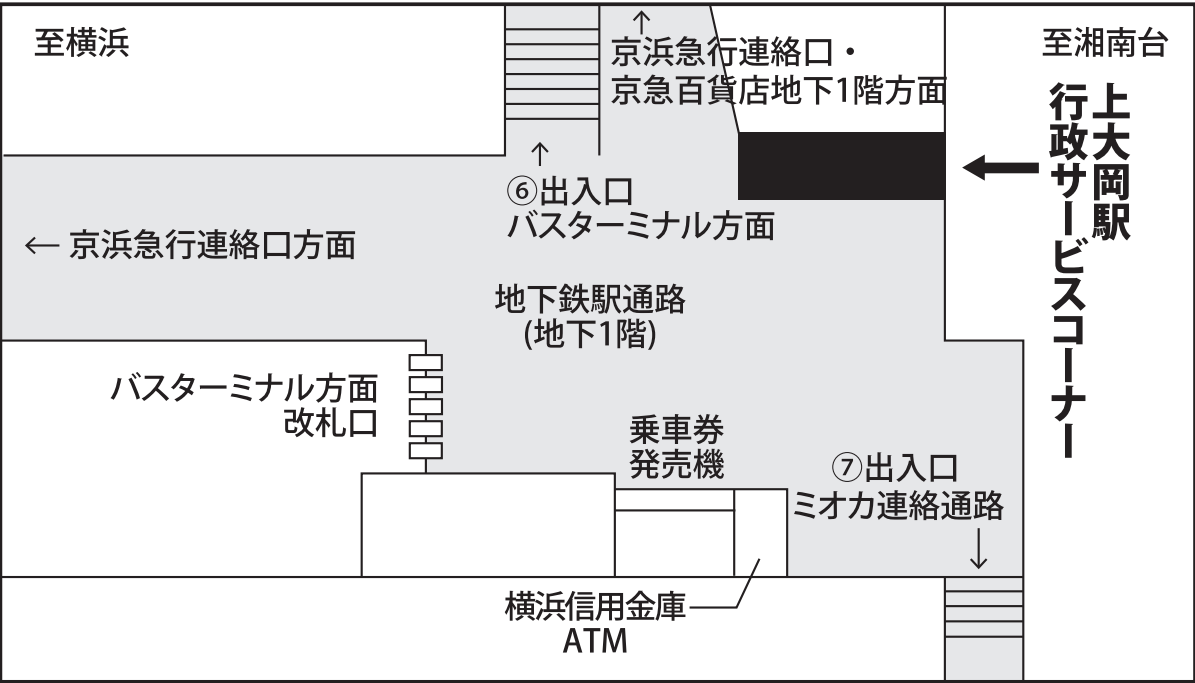 至横浜
↑
京浜急行連絡口・
京急百貨店地下1階方面
至湘南台
上大岡駅
行政サービスコーナー
↑
⑥出入口
バスターミナル方面
←京浜急行連絡口方面
地下鉄駅通路
(地下1階)
バスターミナル方面
改札口
乗車券
発売機
⑦出入口
ミオカ連絡通路
↓
横浜信用金庫
ATM